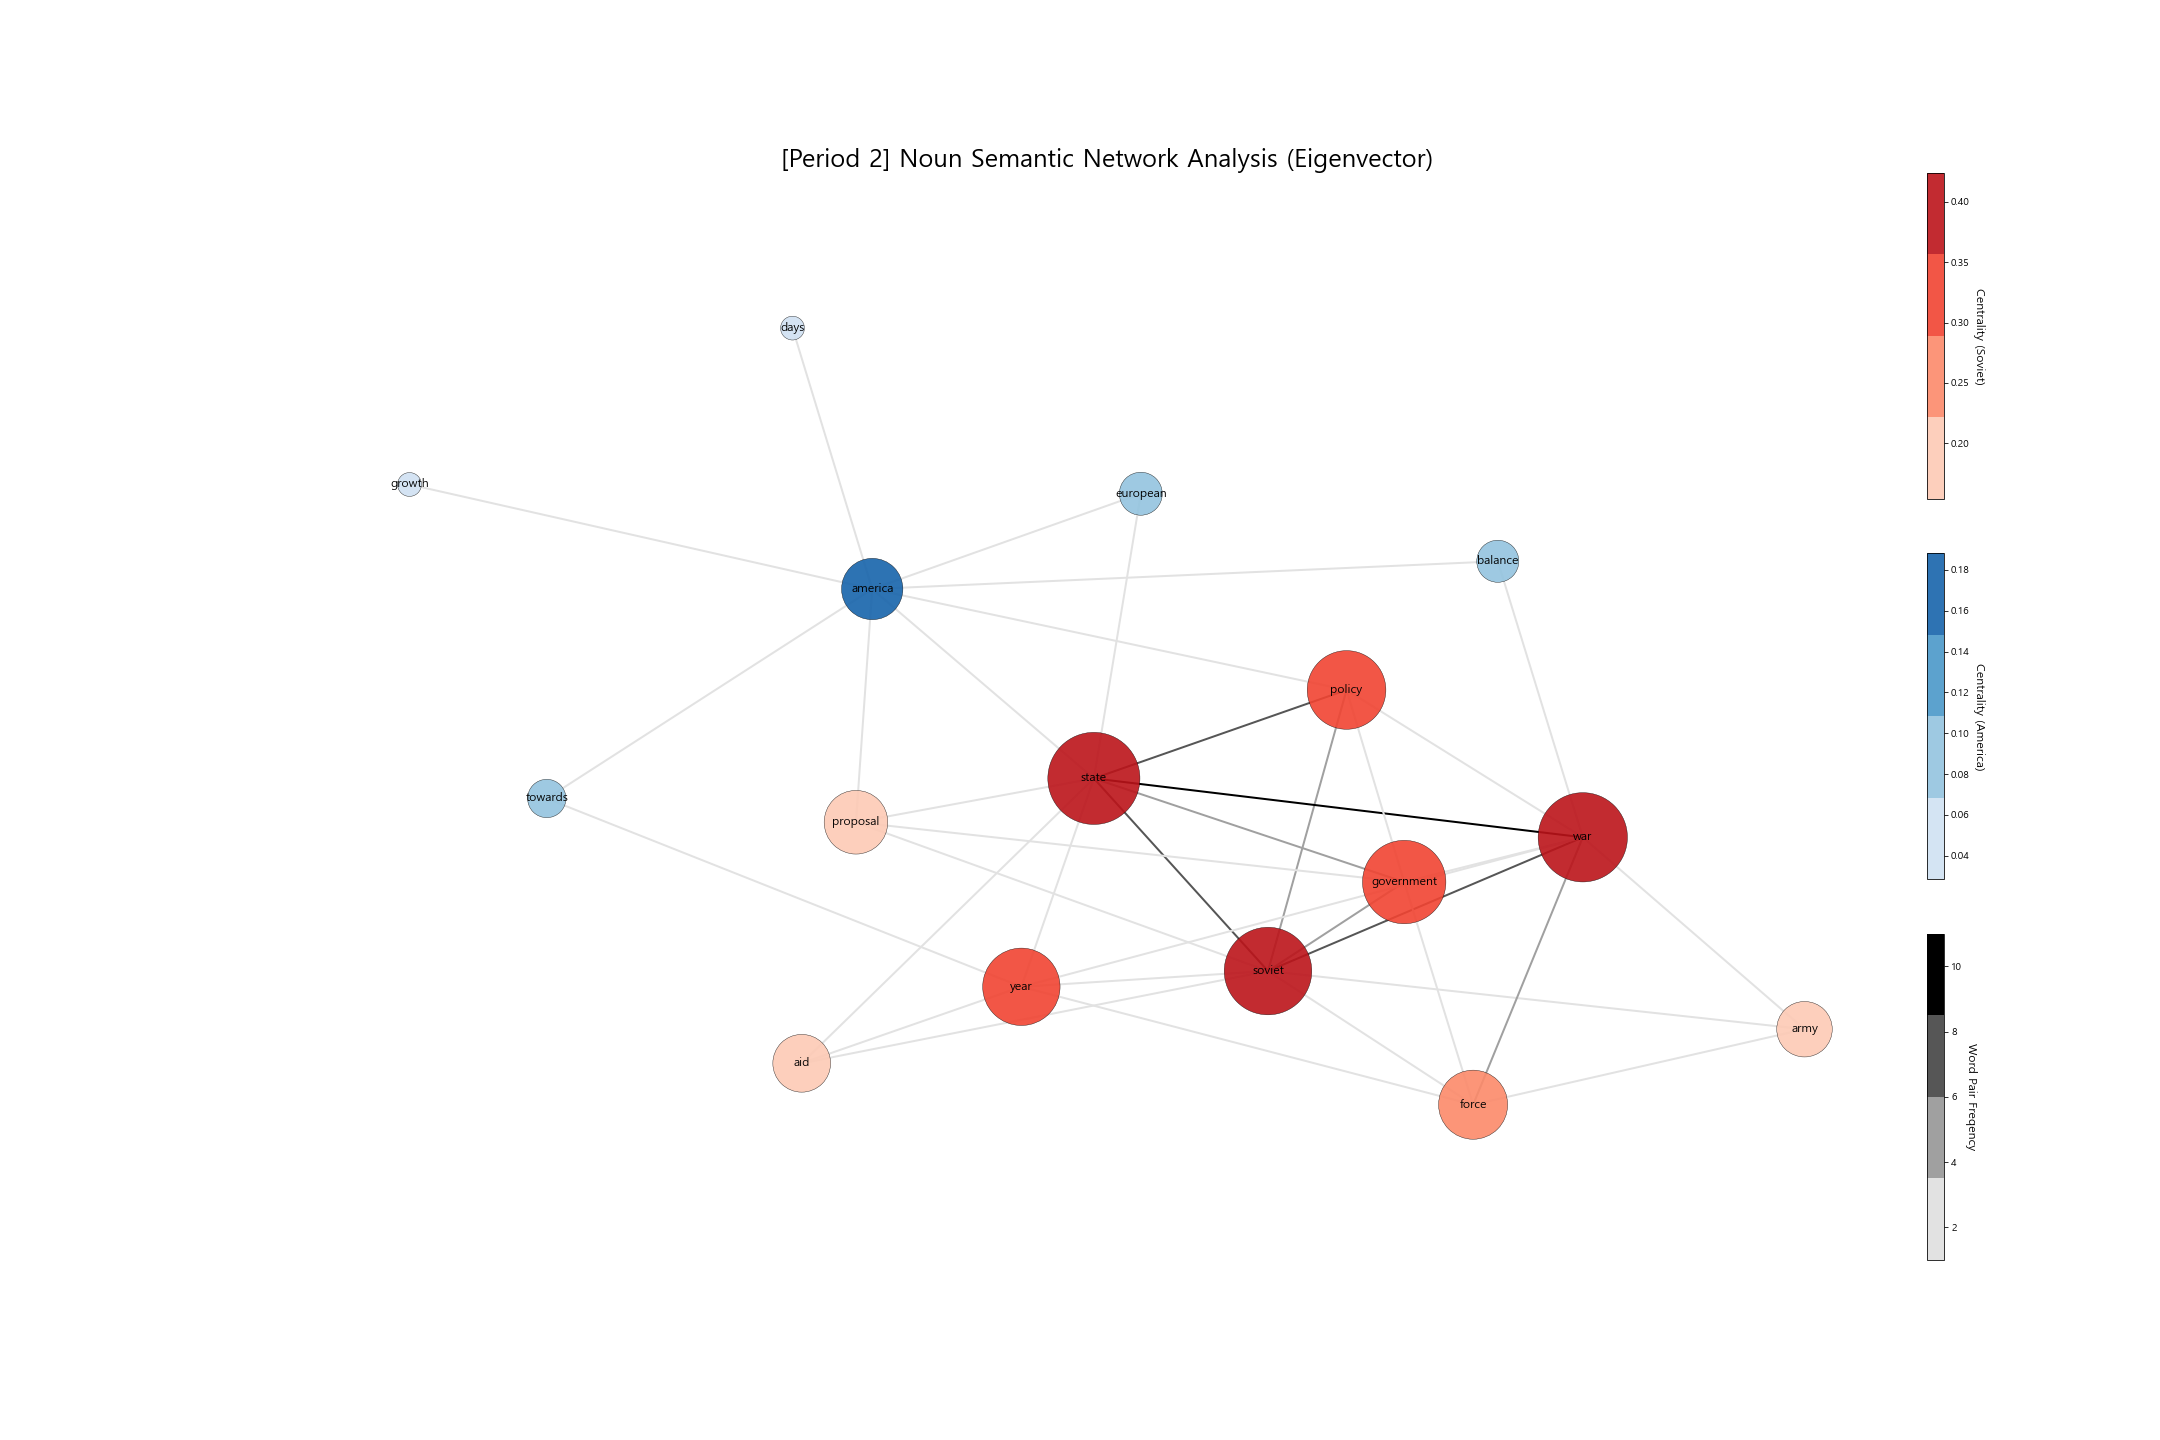 [Period 2] Noun Semantic Network Analysis (Eigenvector)
days
growth
european
america
balance
policy
state
towards
proposal
war
government
soviet
year
army
aid
force
0.40
0.35
0.30
0.25
0.20
Centrality (Soviet)
0.18
0.16
0.14
0.12
0.10
0.08
0.06
0.04
Centrality (America)
10
8
6
4
2
Word Pair Freqency